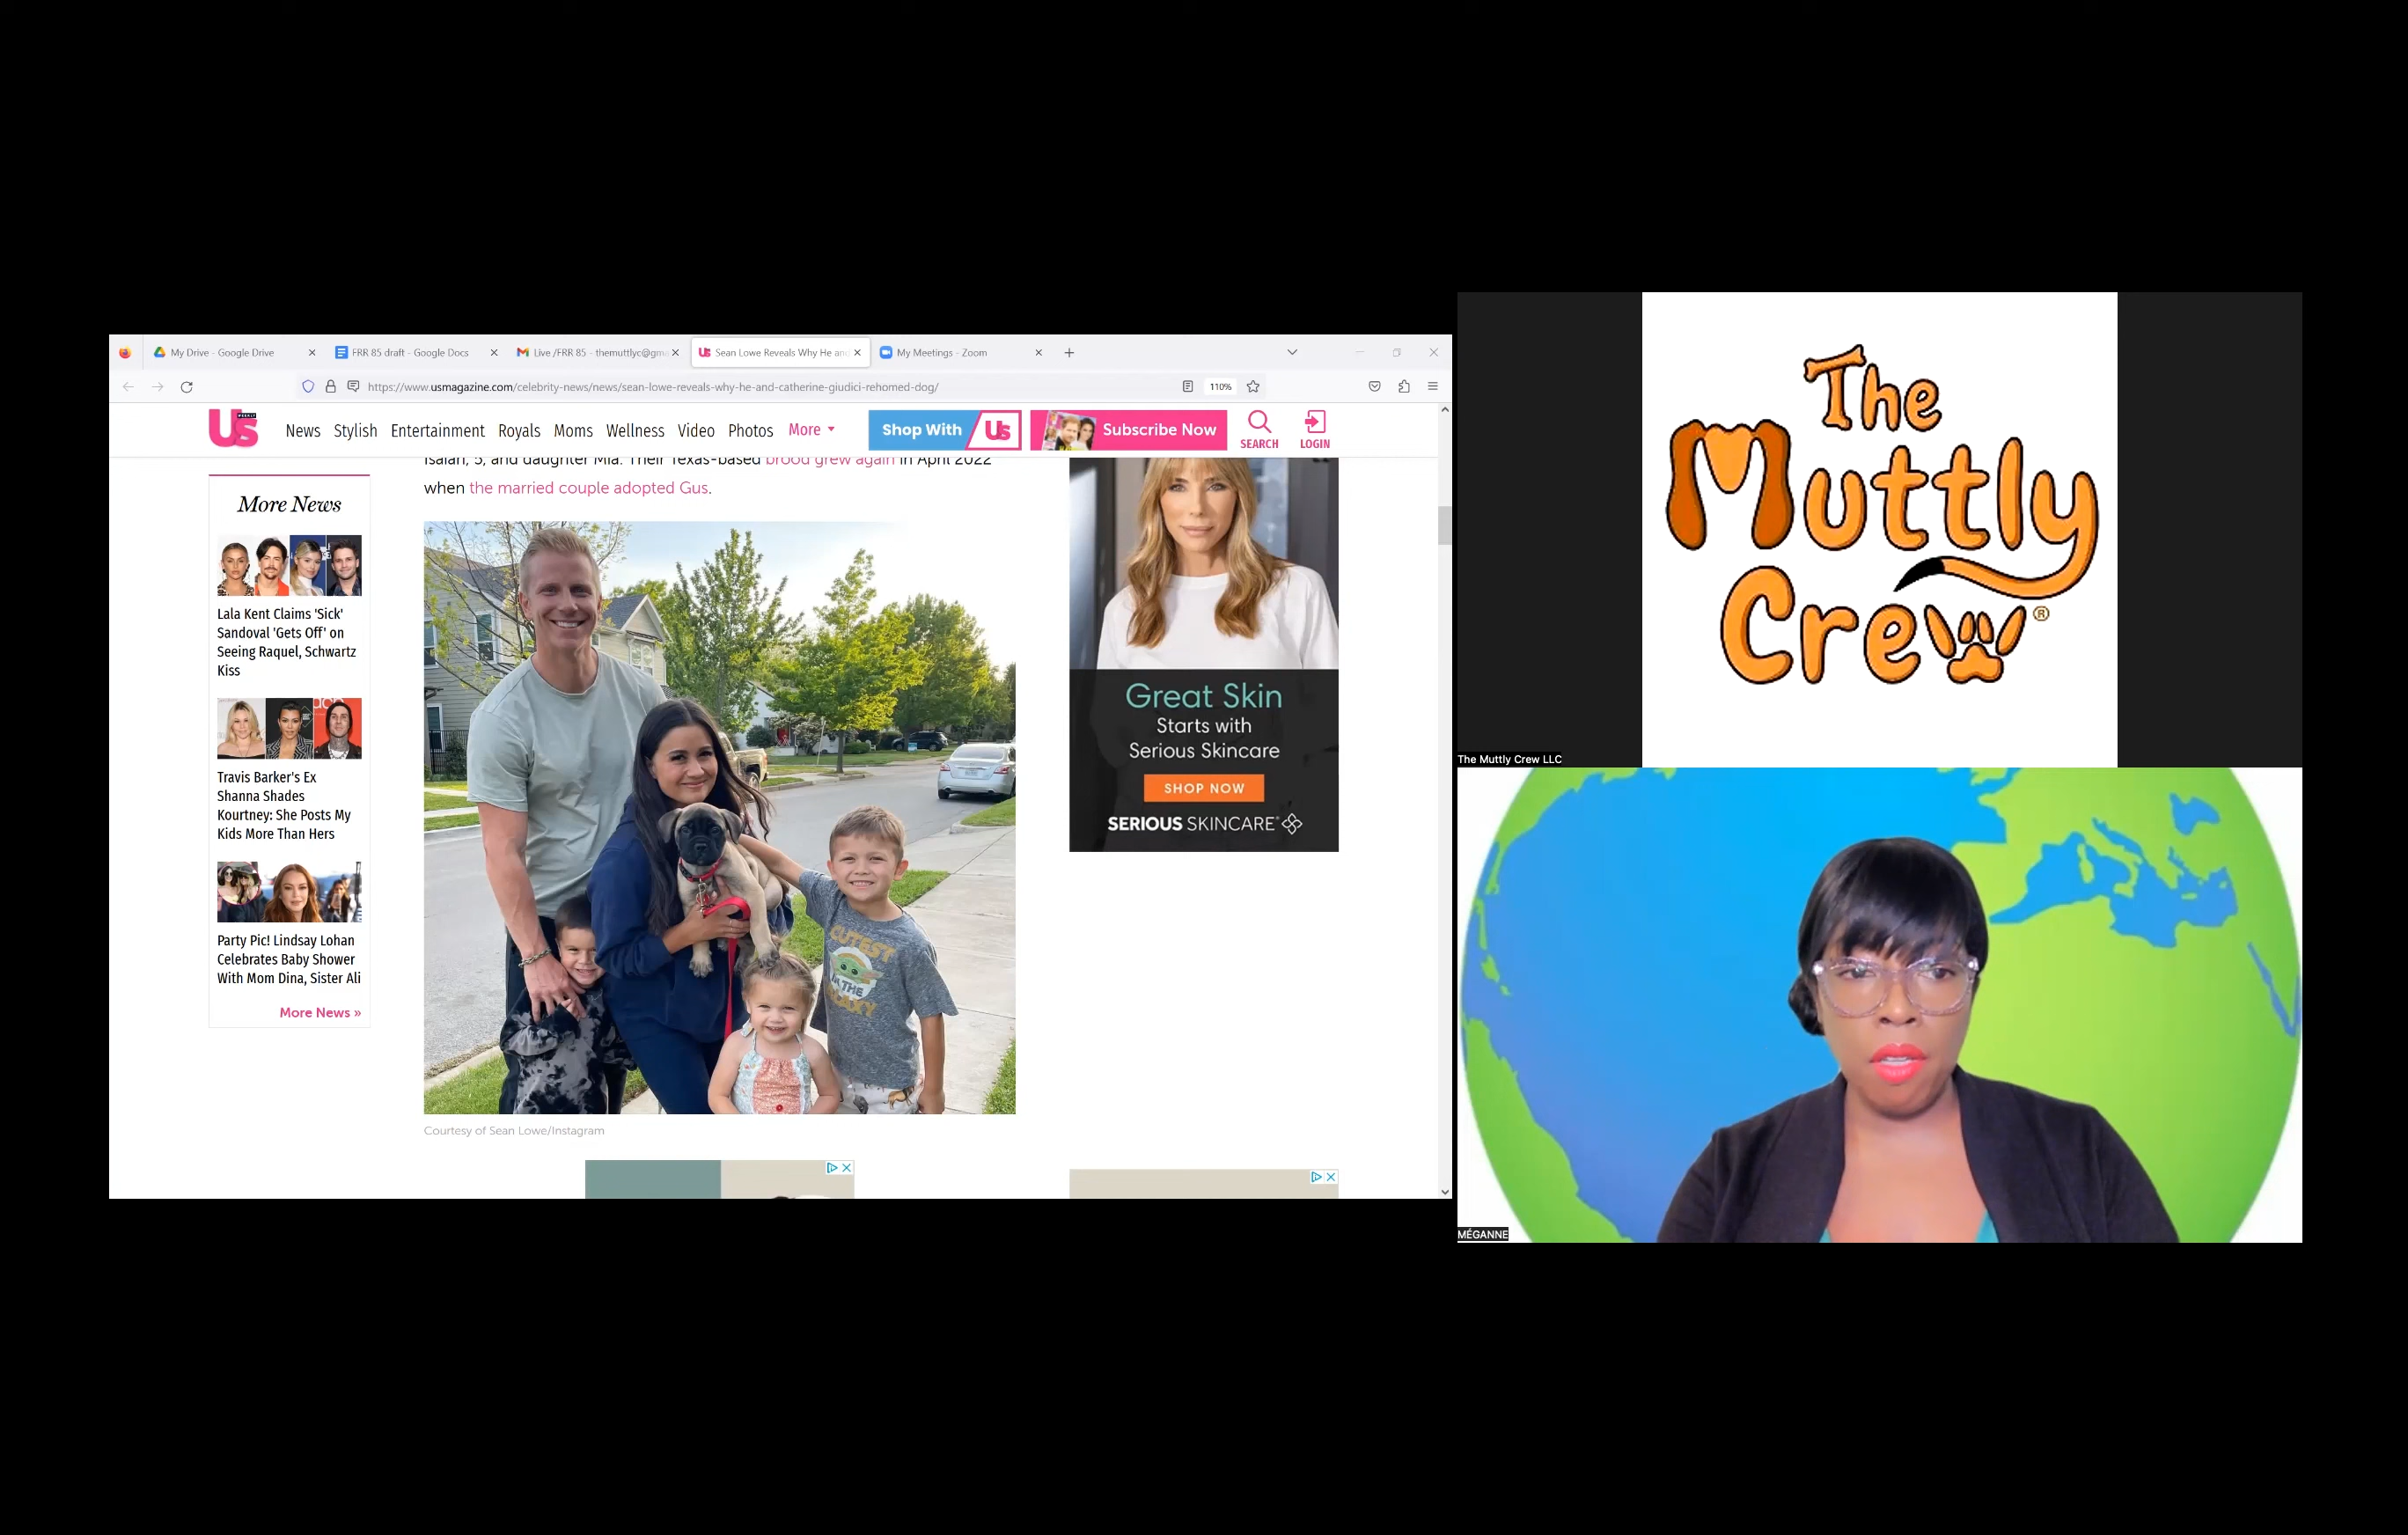 My Drive - Google Drive
FRR 85 draft - Google Docs
Live /FRR 85 - themuttlyc@gma
Sean Lowe Reveals Why He and
My Meetings - Zoom
https://www.usmagazine.com/celebrity-news/news/sean-lowe-reveals-why-he-and-catherine-giudici-rehomed-dog/
110%
Us WEEKLY
News Stylish Entertainment Royals Moms Wellness Video Photos More
Shop With Us
Subscribe Now
SEARCH
LOGIN
Isaiah, 5, and daughter Mia. Their Texas-based brood grew again in April 2022
when the married couple adopted Gus.
More News
Lala Kent Claims 'Sick'
Sandoval 'Gets Off' on
Seeing Raquel, Schwartz
Kiss
Travis Barker's Ex
Shanna Shades
Kourtney: She Posts My
Kids More Than Hers
Party Pic! Lindsay Lohan
Celebrates Baby Shower
With Mom Dina, Sister Ali
More News »
CUTEST
IN THE
GALAXY
Courtesy of Sean Lowe/Instagram
Great Skin
Starts with
Serious Skincare
SHOP NOW
SERIOUS SKINCARE
The
Muttly
Crew®
The Muttly Crew LLC
MÉGANNE